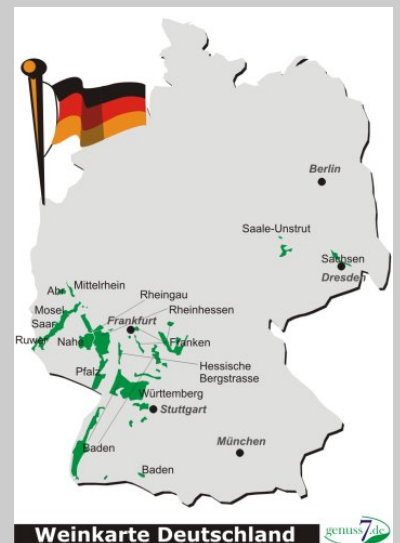 Berlin
Saale-Unstrut
Sachsen
Dresden
Ahr
Mittelrhein
Rheingau
Mosel
Rheinhessen
Saar
Frankfurt
Ruwer
Nahe
Franken
Hessische
Bergstrasse
Pfalz
Württemberg
Stuttgart
Baden
München
Baden
Weinkarte Deutschland
genuss7.de